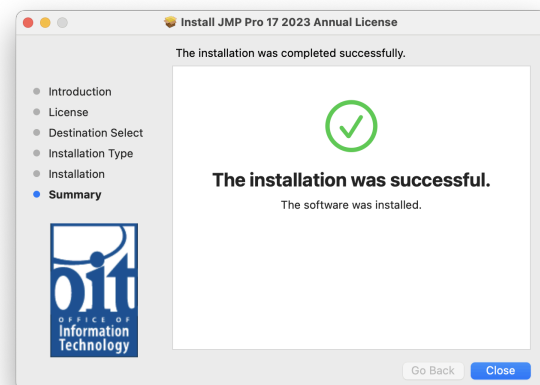 Install JMP Pro 17 2023 Annual License
The installation was completed successfully.
Introduction
License
Destination Select
Installation Type
Installation
Summary
The installation was successful.
The software was installed.
oit
OFFICE OF
Information
Technology
Go Back
Close